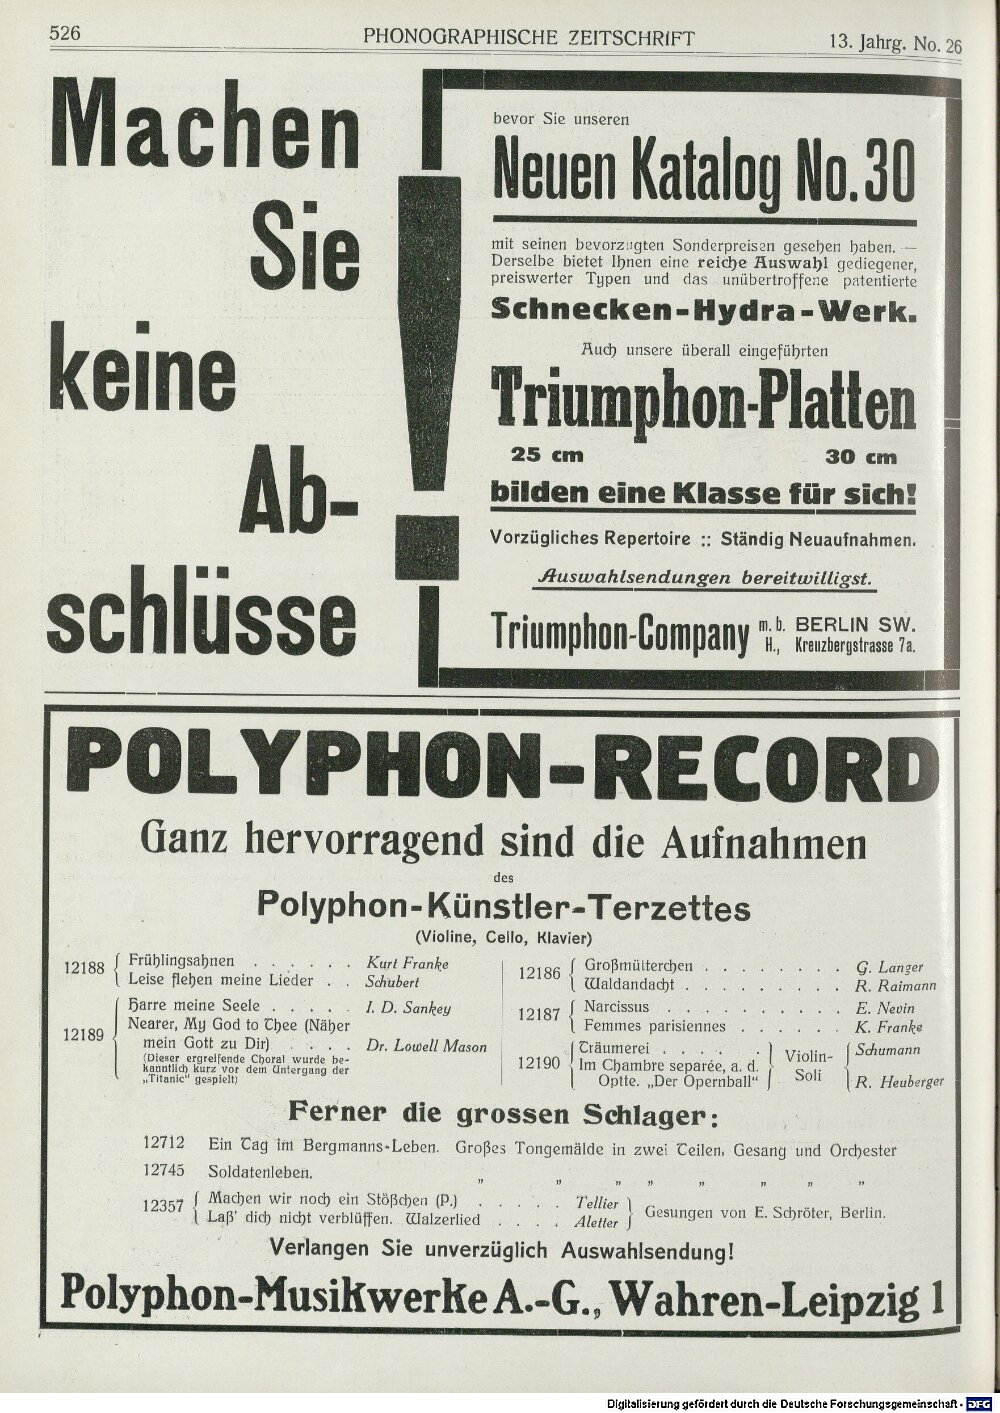 526
PHONOGRAPHISCHE ZEITSCHRIFT
13. Jahrg. No. 26
Machen
Sie
keine
Ab-
schlüsse
!
bevor Sie unseren
Neuen Katalog No. 30
mit seinen bevorzugten Sonderpreisen gesehen haben. —
Derselbe bietet Ihnen eine reiche Auswahl gediegener,
preiswerter Typen und das unübertroffene patentierte
Schnecken-Hydra-Werk.
Auch unsere überall eingeführten
Triumphon-Platten
25 cm 30 cm
bilden eine Klasse für sich!
Vorzügliches Repertoire :: Ständig Neuaufnahmen.
Auswahlsendungen bereitwilligst.
Triumphon-Company m. b. H., BERLIN SW.
Kreuzbergstrasse 7a.
POLYPHON-RECORD
Ganz hervorragend sind die Aufnahmen
des
Polyphon-Künstler-Terzettes
(Violine, Cello, Klavier)
12188 { Frühlingsahnen . . . . . . Kurt Franke
Leise flehen meine Lieder . . Schubert
12189 { Harre meine Seele . . . . . I. D. Sankey
Nearer, My God to Thee (Näher
mein Gott zu Dir) . . . . Dr. Lowell Mason
(Dieser ergreifende Choral wurde be-
kanntlich kurz vor dem Untergang der
„Titanic" gespielt)
12186 { Großmütterchen . . . . . . . . G. Langer
Waldandacht . . . . . . . . . R. Raimann
12187 { Narcissus . . . . . . . . . . E. Nevin
Femmes parisiennes . . . . . . K. Franke
12190 { Träumerei . . . . . . } Violin-Soli { Schumann
Im Chambre separée, a. d.
Optte. „Der Opernball" R. Heuberger
Ferner die grossen Schlager:
12712 Ein Tag im Bergmanns-Leben. Großes Tongemälde in zwei Teilen, Gesang und Orchester
12745 Soldatenleben. „ „ „ „ „ „ „ „
12357 { Machen wir noch ein Stößchen (P.) . . . . . Tellier }
Laß' dich nicht verblüffen. Walzerlied . . . . Aletter } Gesungen von E. Schröter, Berlin.
Verlangen Sie unverzüglich Auswahlsendung!
Polyphon-Musikwerke A.-G., Wahren-Leipzig 1
Digitalisierung gefördert durch die Deutsche Forschungsgemeinschaft - DFG